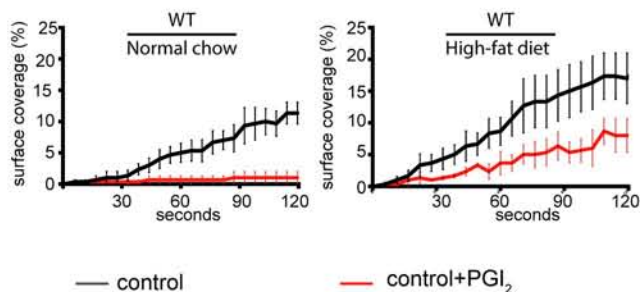 WT
Normal chow
surface coverage (%)
25
20
15
10
5
0
30
60
90
120
seconds
WT
High-fat diet
surface coverage (%)
25
20
15
10
5
0
30
60
90
120
seconds
control
control+PGI₂